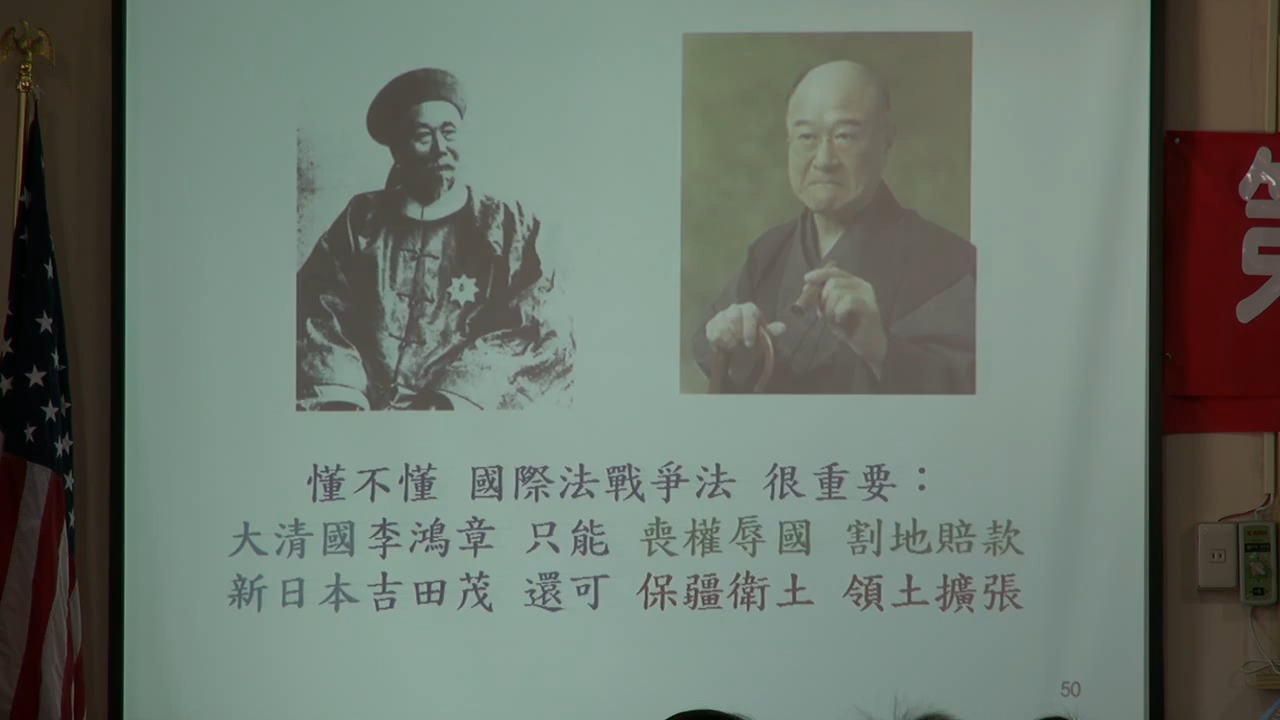 懂不懂 國際法戰爭法 很重要：
大清國李鴻章 只能 喪權辱國 割地賠款
新日本吉田茂 還可 保疆衛土 領土擴張
50